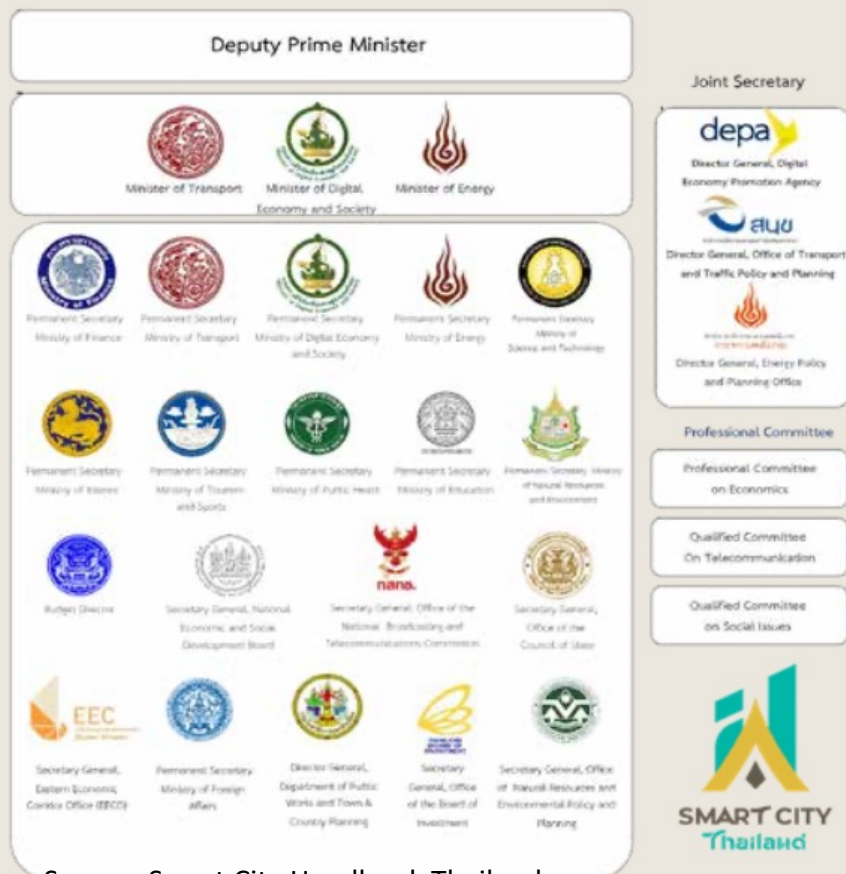 Deputy Prime Minister
Minister of Transport
Minister of Digital
Economy and Society
Minister of Energy
Permanent Secretary
Ministry of Finance
Permanent Secretary
Ministry of Transport
Permanent Secretary
Ministry of Digital Economy
and Society
Permanent Secretary
Ministry of Energy
Permanent Secretary
Ministry of
Science and Technology
Permanent Secretary
Ministry of Interior
Permanent Secretary
Ministry of Tourism
and Sports
Permanent Secretary
Ministry of Public Health
Permanent Secretary
Ministry of Education
Permanent Secretary Ministry
of Natural Resources
and Environment
Budget Director
Secretary General, National
Economic and Social
Development Board
กสทช.
Secretary General, Office of the
National Broadcasting and
Telecommunications Commission
Secretary General,
Office of the
Council of State
EEC
Secretary General,
Eastern Economic
Corridor Office (EECO)
Permanent Secretary
Ministry of Foreign
Affairs
Director General,
Department of Public
Works and Town &
Country Planning
Secretary
General, Office
of the Board of
Investment
Secretary General, Office
of Natural Resources and
Environmental Policy and
Planning
Joint Secretary
depa
Director General, Digital
Economy Promotion Agency
สนข
Director General, Office of Transport
and Traffic Policy and Planning
Director General, Energy Policy
and Planning Office
Professional Committee
Professional Committee
on Economics
Qualified Committee
On Telecommunication
Qualified Committee
on Social Issues
SMART CITY
Thailand